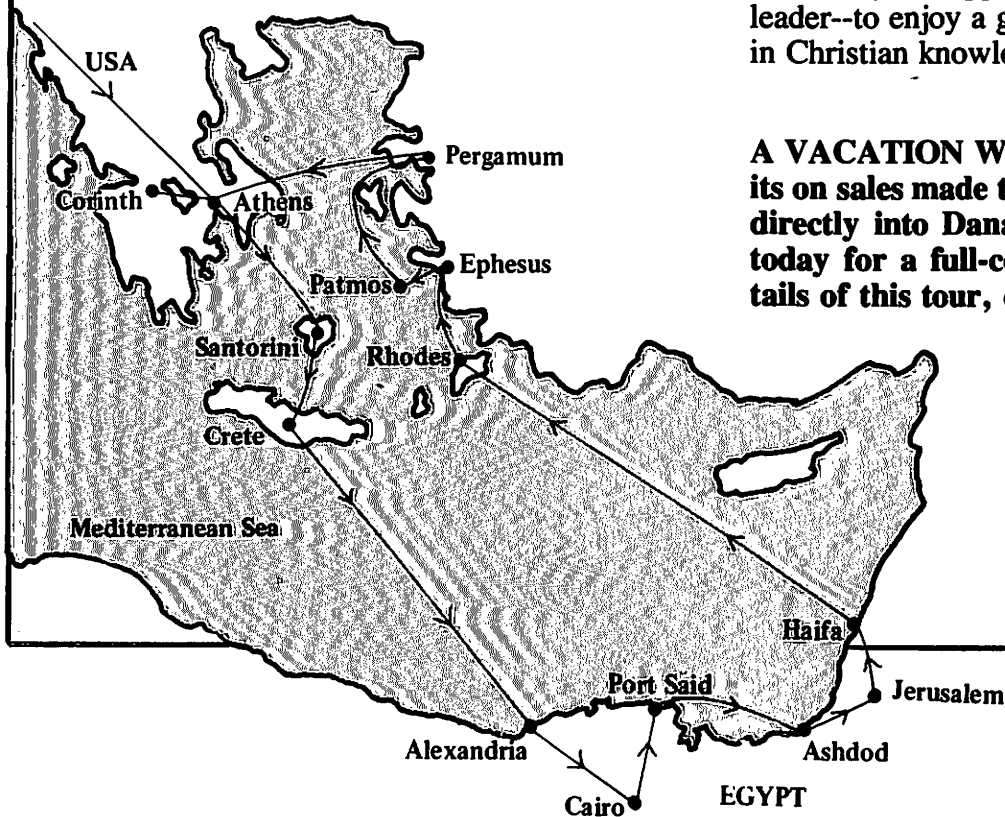 leader--to enjoy a g
in Christian knowle
A VACATION W
its on sales made t
directly into Dana
today for a full-c
tails of this tour,
USA
Pergamum
Corinth
Athens
Ephesus
Patmos
Santorini
Rhodes
Crete
Mediterranean Sea
Haifa
Port Said
Jerusalem
Alexandria
Ashdod
Cairo
EGYPT